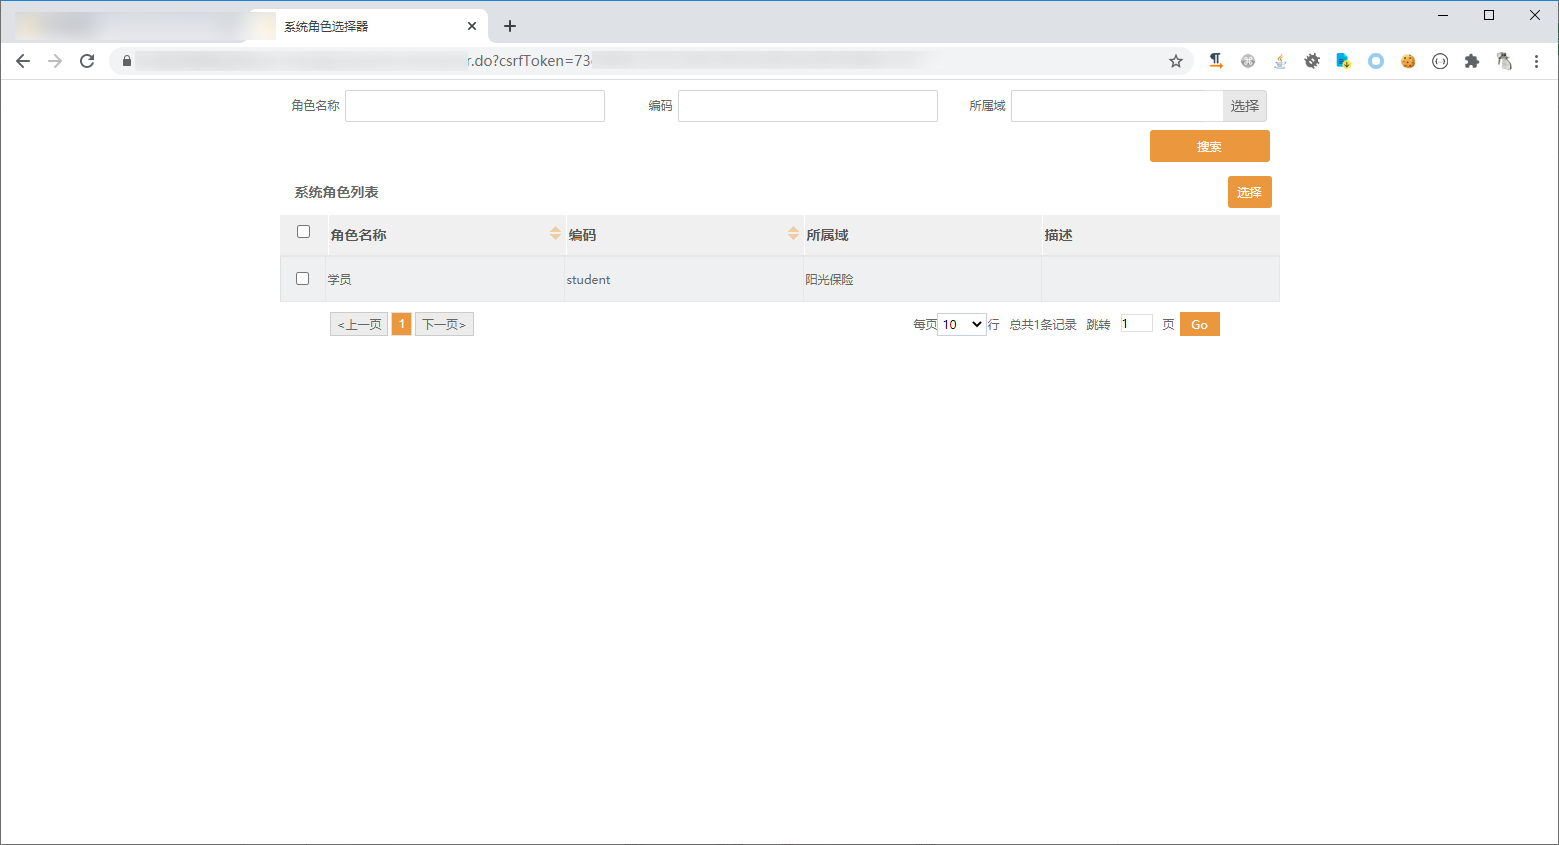 系统角色选择器
r.do?csrfToken=73
角色名称 编码 所属域 选择
搜索
系统角色列表 选择
角色名称 编码 所属域 描述
学员 student 阳光保险
<上一页 1 下一页> 每页 10 行 总共1条记录 跳转 1 页 Go